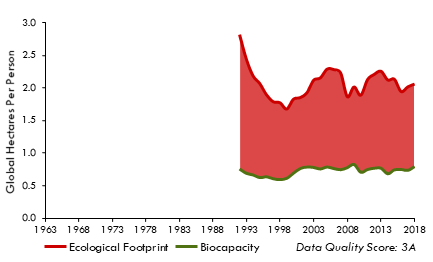 Global Hectares Per Person
3.0
2.5
2.0
1.5
1.0
0.5
0.0
1963 1968 1973 1978 1983 1988 1993 1998 2003 2008 2013 2018
Ecological Footprint Biocapacity Data Quality Score: 3A